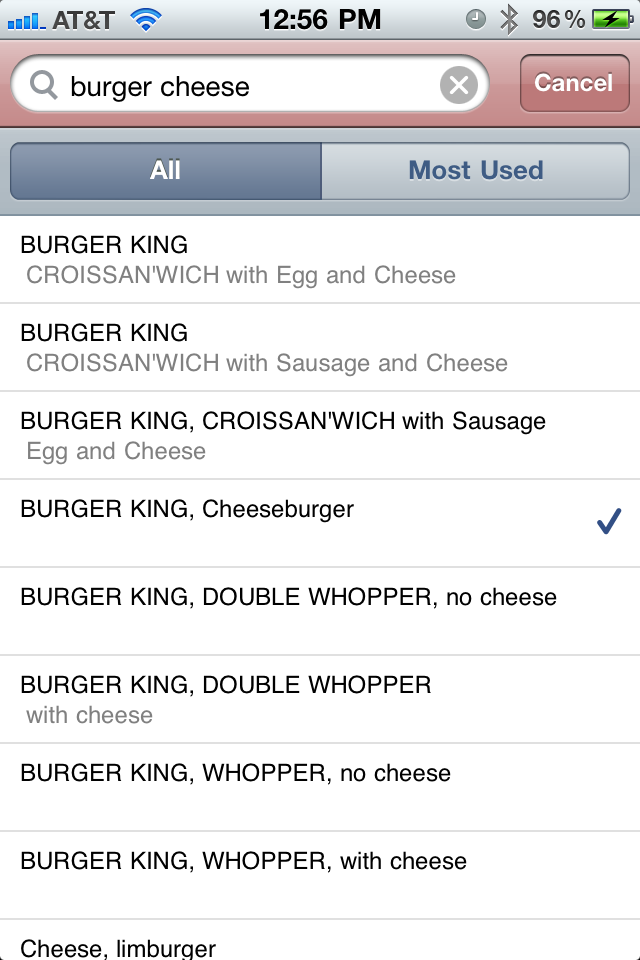 AT&T 12:56 PM 96%
burger cheese Cancel
All Most Used
BURGER KING
CROISSAN'WICH with Egg and Cheese
BURGER KING
CROISSAN'WICH with Sausage and Cheese
BURGER KING, CROISSAN'WICH with Sausage
Egg and Cheese
BURGER KING, Cheeseburger
BURGER KING, DOUBLE WHOPPER, no cheese
BURGER KING, DOUBLE WHOPPER
with cheese
BURGER KING, WHOPPER, no cheese
BURGER KING, WHOPPER, with cheese
Cheese, limburger